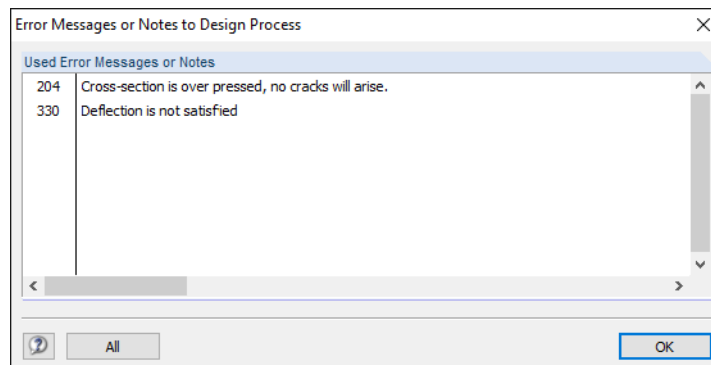 Error Messages or Notes to Design Process
Used Error Messages or Notes
204 Cross-section is over pressed, no cracks will arise.
330 Deflection is not satisfied
All
OK